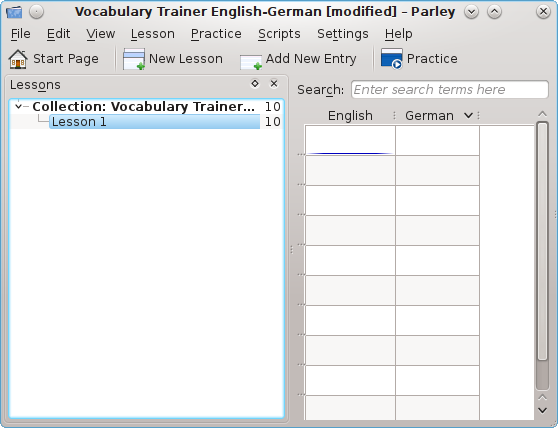 Vocabulary Trainer English-German [modified] – Parley
File Edit View Lesson Practice Scripts Settings Help
Start Page New Lesson Add New Entry Practice
Lessons
Collection: Vocabulary Trainer... 10
Lesson 1 10
Search: Enter search terms here
English German